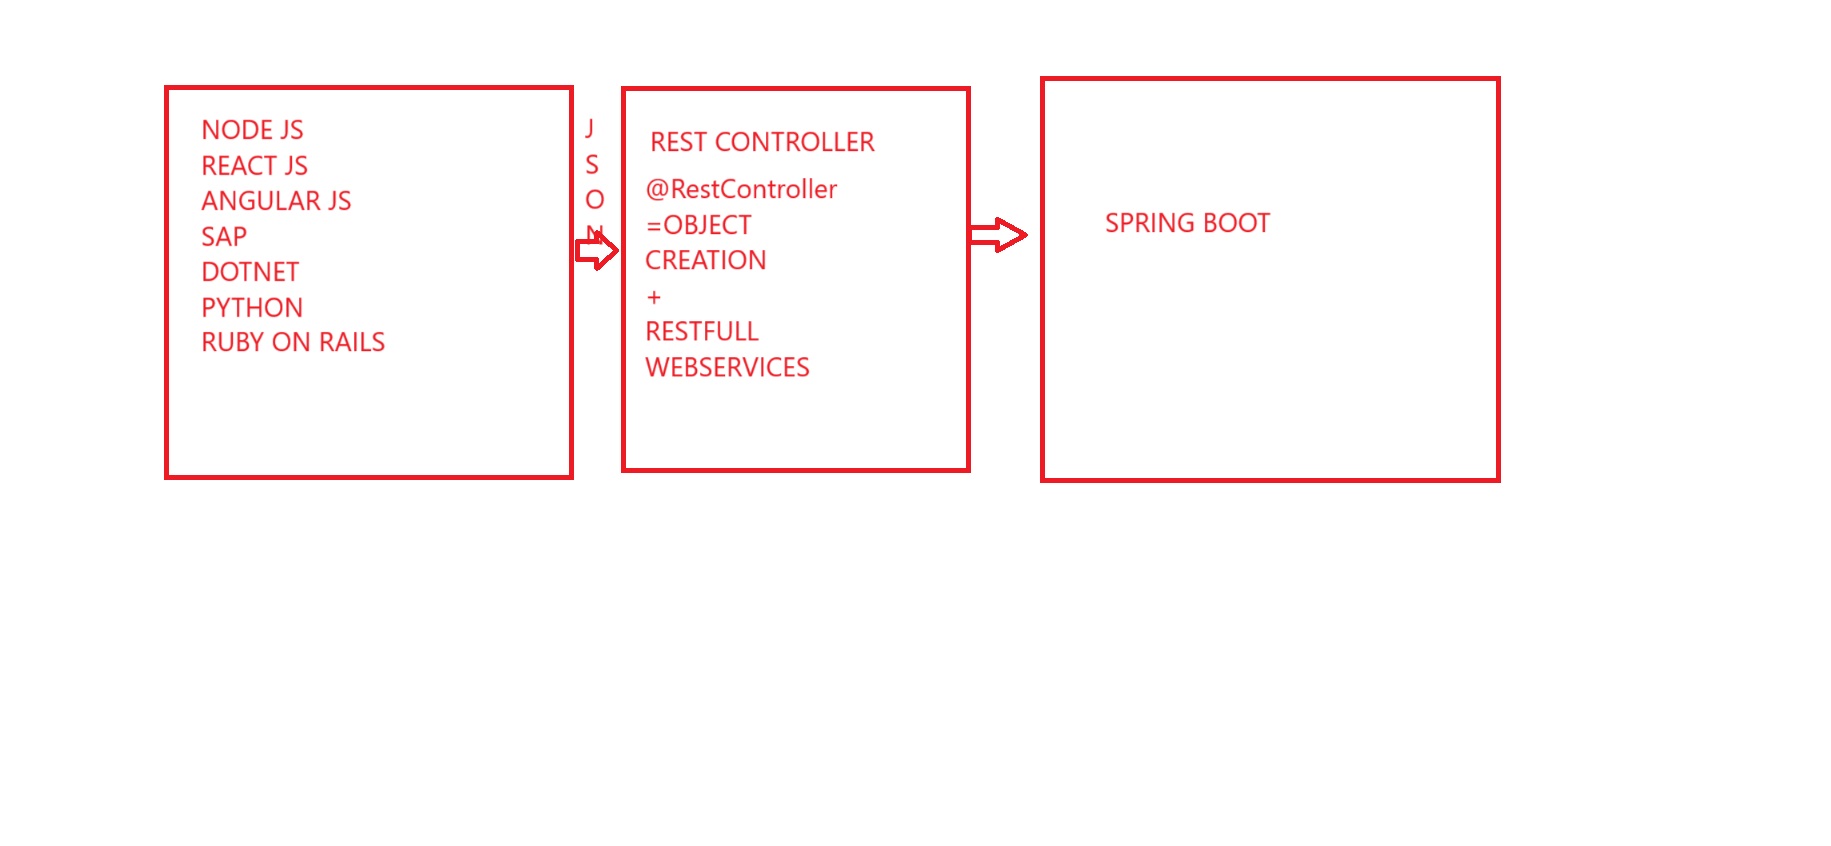 NODE JS
REACT JS
ANGULAR JS
SAP
DOTNET
PYTHON
RUBY ON RAILS
J
S
O
N
REST CONTROLLER
@RestController
=OBJECT
CREATION
+
RESTFULL
WEBSERVICES
SPRING BOOT